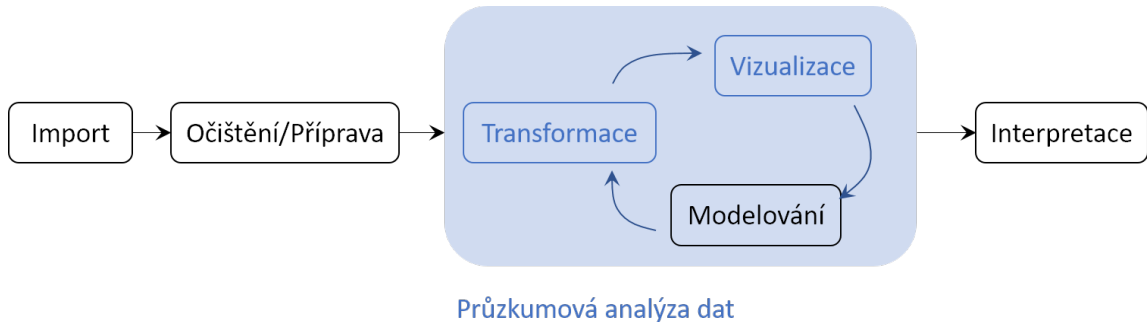 Import
Očištění/Příprava
Transformace
Vizualizace
Modelování
Interpretace
Průzkumová analýza dat